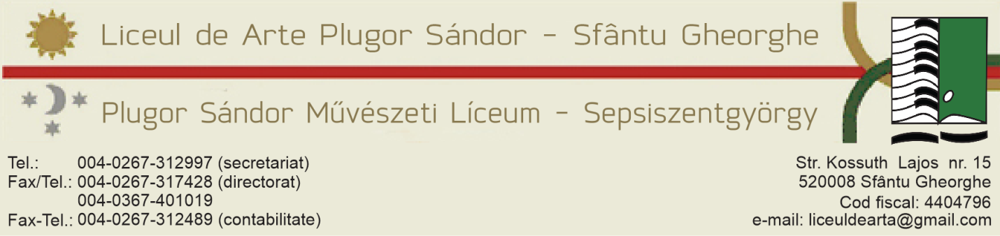 Liceul de Arte Plugor Sándor - Sfântu Gheorghe
Plugor Sándor Művészeti Líceum - Sepsiszentgyörgy
Tel.: 004-0267-312997 (secretariat)
Fax/Tel.: 004-0267-317428 (directorat)
004-0367-401019
Fax-Tel.: 004-0267-312489 (contabilitate)
Str. Kossuth Lajos nr. 15
520008 Sfântu Gheorghe
Cod fiscal: 4404796
e-mail: liceuldearta@gmail.com